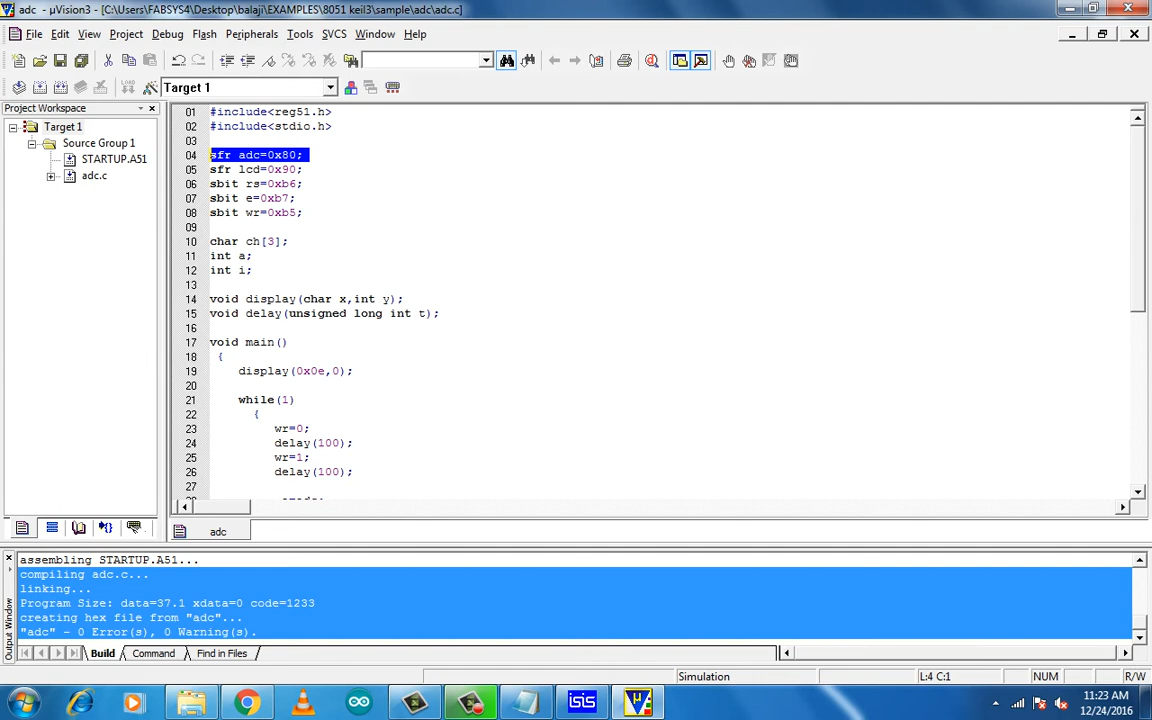 adc - µVision3 - [C:\Users\FABSYS4\Desktop\balaji\EXAMPLES\8051 keil3\sample\adc\adc.c]
File Edit View Project Debug Flash Peripherals Tools SVCS Window Help
Target 1
Project Workspace
Target 1
Source Group 1
STARTUP.A51
adc.c
01 #include<reg51.h>
02 #include<stdio.h>
03
04 sfr adc=0x80;
05 sfr lcd=0x90;
06 sbit rs=0xb6;
07 sbit e=0xb7;
08 sbit wr=0xb5;
09
10 char ch[3];
11 int a;
12 int i;
13
14 void display(char x,int y);
15 void delay(unsigned long int t);
16
17 void main()
18 {
19 display(0x0e,0);
20
21 while(1)
22 {
23 wr=0;
24 delay(100);
25 wr=1;
26 delay(100);
27
adc
assembling STARTUP.A51...
compiling adc.c...
linking...
Program Size: data=37.1 xdata=0 code=1233
creating hex file from "adc"...
"adc" - 0 Error(s), 0 Warning(s).
Output Window
Build Command Find in Files
Simulation L:4 C:1 NUM R/W
isis
11:23 AM
12/24/2016